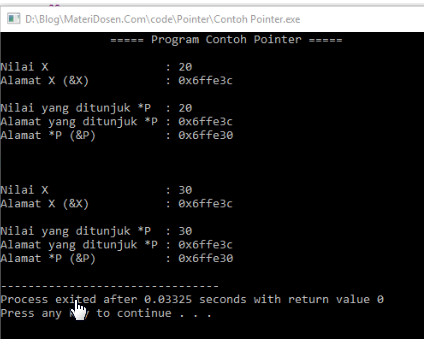 D:\Blog\MateriDosen.Com\code\Pointer\Contoh Pointer.exe
===== Program Contoh Pointer =====
Nilai X : 20
Alamat X (&X) : 0x6ffe3c
Nilai yang ditunjuk *P : 20
Alamat yang ditunjuk *P : 0x6ffe3c
Alamat *P (&P) : 0x6ffe30
Nilai X : 30
Alamat X (&X) : 0x6ffe3c
Nilai yang ditunjuk *P : 30
Alamat yang ditunjuk *P : 0x6ffe3c
Alamat *P (&P) : 0x6ffe30
--------------------------------
Process exited after 0.03325 seconds with return value 0
Press any key to continue . . .